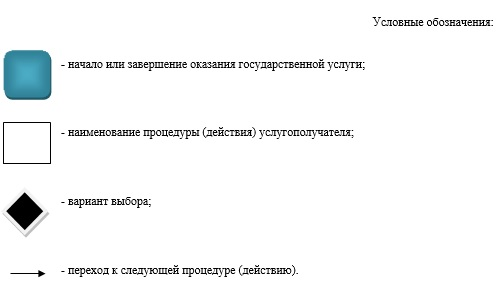 Условные обозначения:
- начало или завершение оказания государственной услуги;
- наименование процедуры (действия) услугополучателя;
- вариант выбора;
- переход к следующей процедуре (действию).